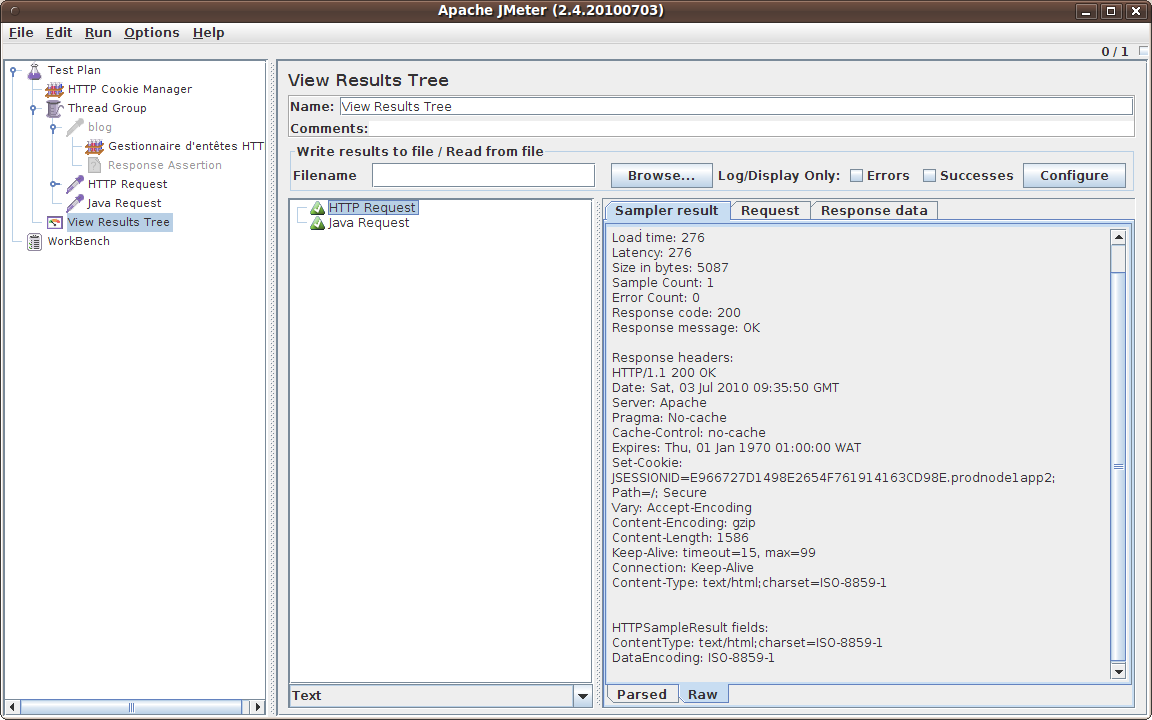 Apache JMeter (2.4.20100703)
File Edit Run Options Help
0 / 1
Test Plan
HTTP Cookie Manager
Thread Group
blog
Gestionnaire d'entêtes HTT
Response Assertion
HTTP Request
Java Request
View Results Tree
WorkBench
View Results Tree
Name: View Results Tree
Comments:
Write results to file / Read from file
Filename Browse... Log/Display Only: Errors Successes Configure
HTTP Request
Java Request
Text
Sampler result Request Response data
Load time: 276
Latency: 276
Size in bytes: 5087
Sample Count: 1
Error Count: 0
Response code: 200
Response message: OK
Response headers:
HTTP/1.1 200 OK
Date: Sat, 03 Jul 2010 09:35:50 GMT
Server: Apache
Pragma: No-cache
Cache-Control: no-cache
Expires: Thu, 01 Jan 1970 01:00:00 WAT
Set-Cookie:
JSESSIONID=E966727D1498E2654F761914163CD98E.prodnode1app2;
Path=/; Secure
Vary: Accept-Encoding
Content-Encoding: gzip
Content-Length: 1586
Keep-Alive: timeout=15, max=99
Connection: Keep-Alive
Content-Type: text/html;charset=ISO-8859-1
HTTPSampleResult fields:
ContentType: text/html;charset=ISO-8859-1
DataEncoding: ISO-8859-1
Parsed Raw